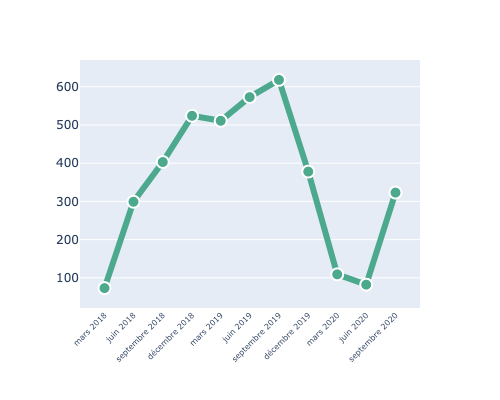 600
500
400
300
200
100
mars 2018
juin 2018
septembre 2018
décembre 2018
mars 2019
juin 2019
septembre 2019
décembre 2019
mars 2020
juin 2020
septembre 2020